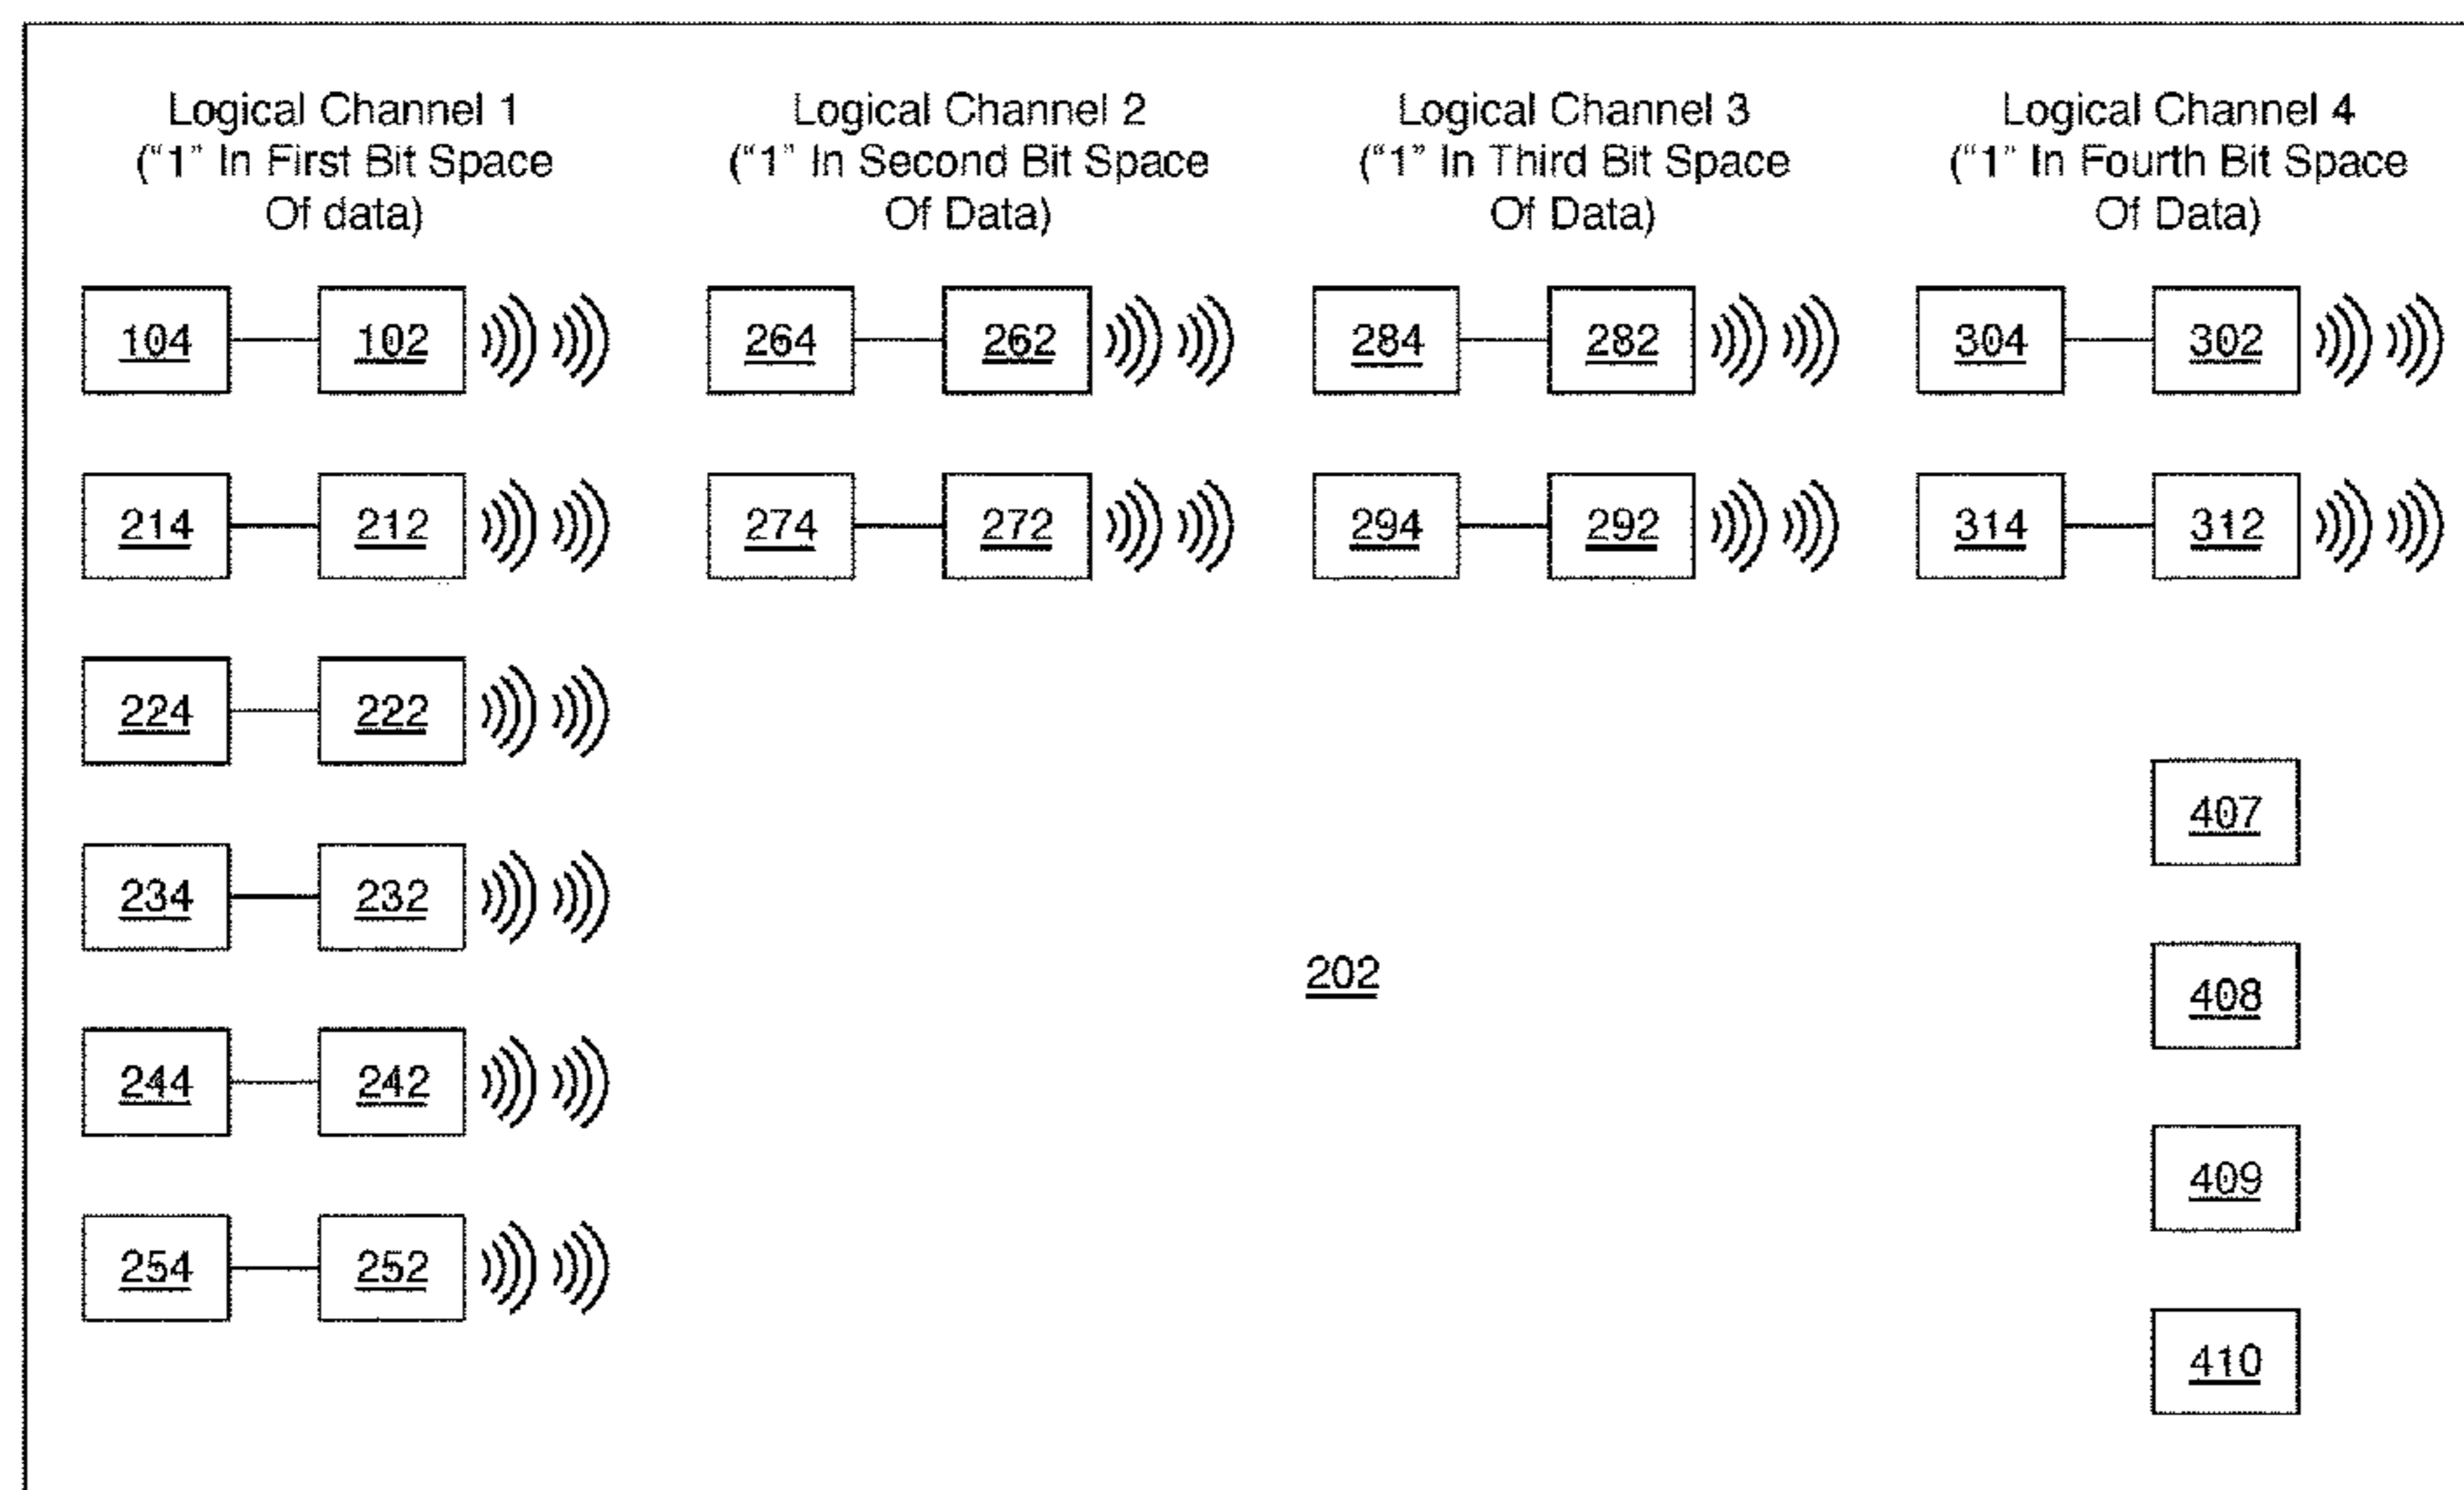 Logical Channel 1
("1" In First Bit Space
Of data)
Logical Channel 2
("1" In Second Bit Space
Of Data)
Logical Channel 3
("1" In Third Bit Space
Of Data)
Logical Channel 4
("1" In Fourth Bit Space
Of Data)
104 102 264 262 284 282 304 302
214 212 274 272 294 292 314 312
224 222
407
234 232
202
408
244 242
409
254 252
410